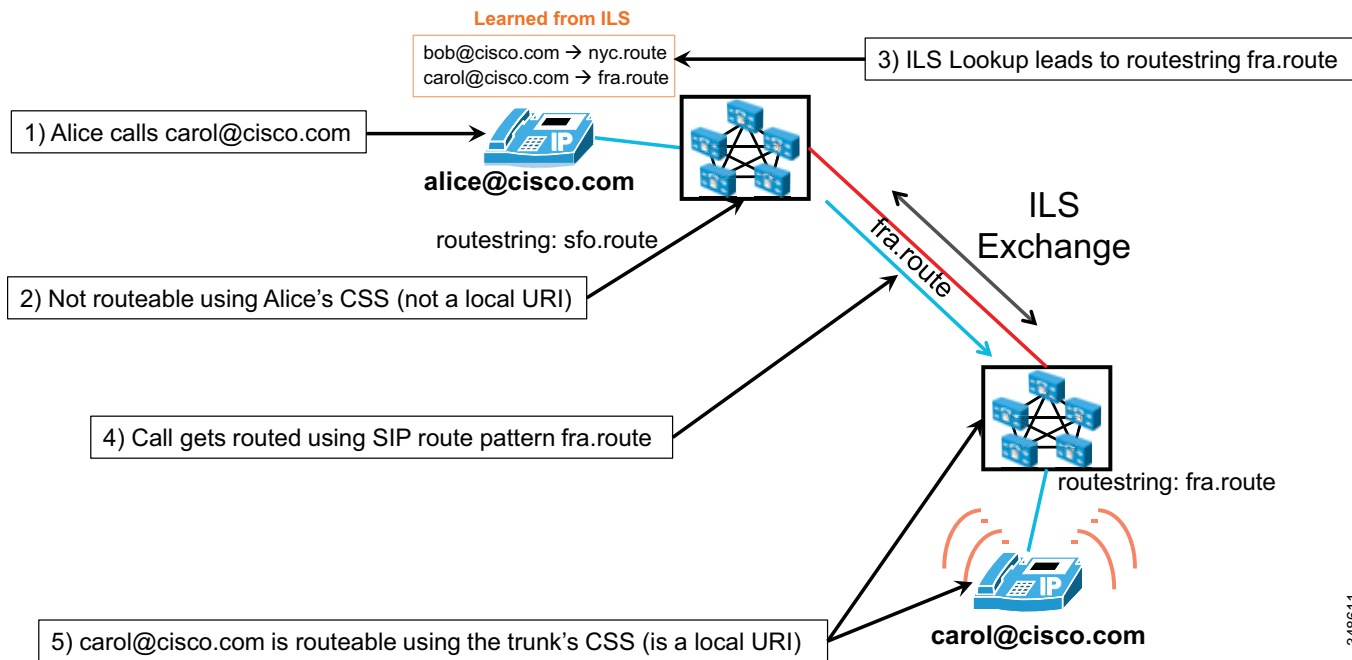 Learned from ILS
bob@cisco.com → nyc.route
carol@cisco.com → fra.route
3) ILS Lookup leads to routestring fra.route
1) Alice calls carol@cisco.com
IP
alice@cisco.com
routestring: sfo.route
ILS
Exchange
fra.route
2) Not routeable using Alice's CSS (not a local URI)
4) Call gets routed using SIP route pattern fra.route
routestring: fra.route
IP
carol@cisco.com
5) carol@cisco.com is routeable using the trunk's CSS (is a local URI)
348611